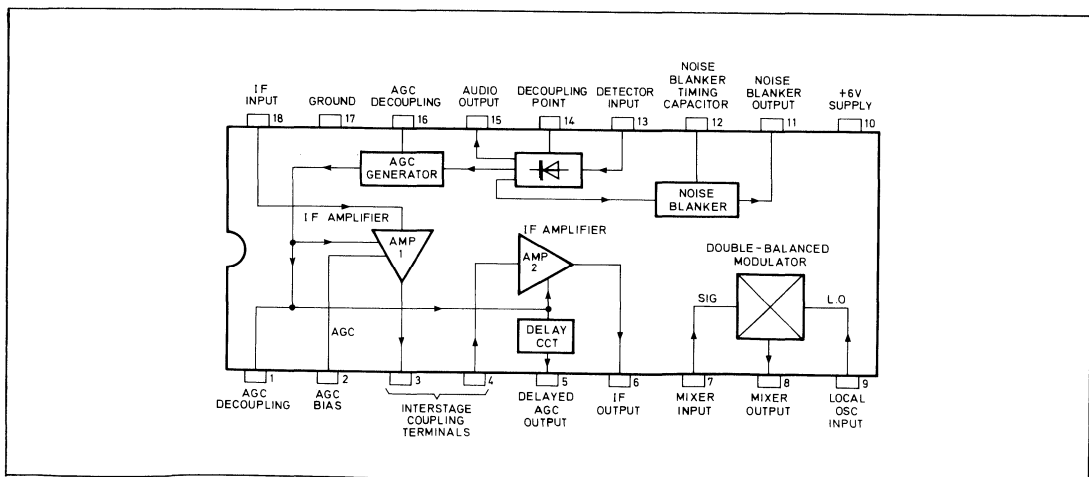 IF
INPUT
GROUND
AGC
DECOUPLING
AUDIO
OUTPUT
DECOUPLING
POINT
DETECTOR
INPUT
NOISE
BLANKER
TIMING
CAPACITOR
NOISE
BLANKER
OUTPUT
+6V
SUPPLY
18
17
16
15
14
13
12
11
10
AGC
GENERATOR
NOISE
BLANKER
IF AMPLIFIER
AMP
1
IF AMPLIFIER
AMP
2
DOUBLE-BALANCED
MODULATOR
SIG
L.O
AGC
DELAY
CCT
1
2
3
4
5
6
7
8
9
AGC
DECOUPLING
AGC
BIAS
INTERSTAGE
COUPLING
TERMINALS
DELAYED
AGC
OUTPUT
IF
OUTPUT
MIXER
INPUT
MIXER
OUTPUT
LOCAL
OSC
INPUT